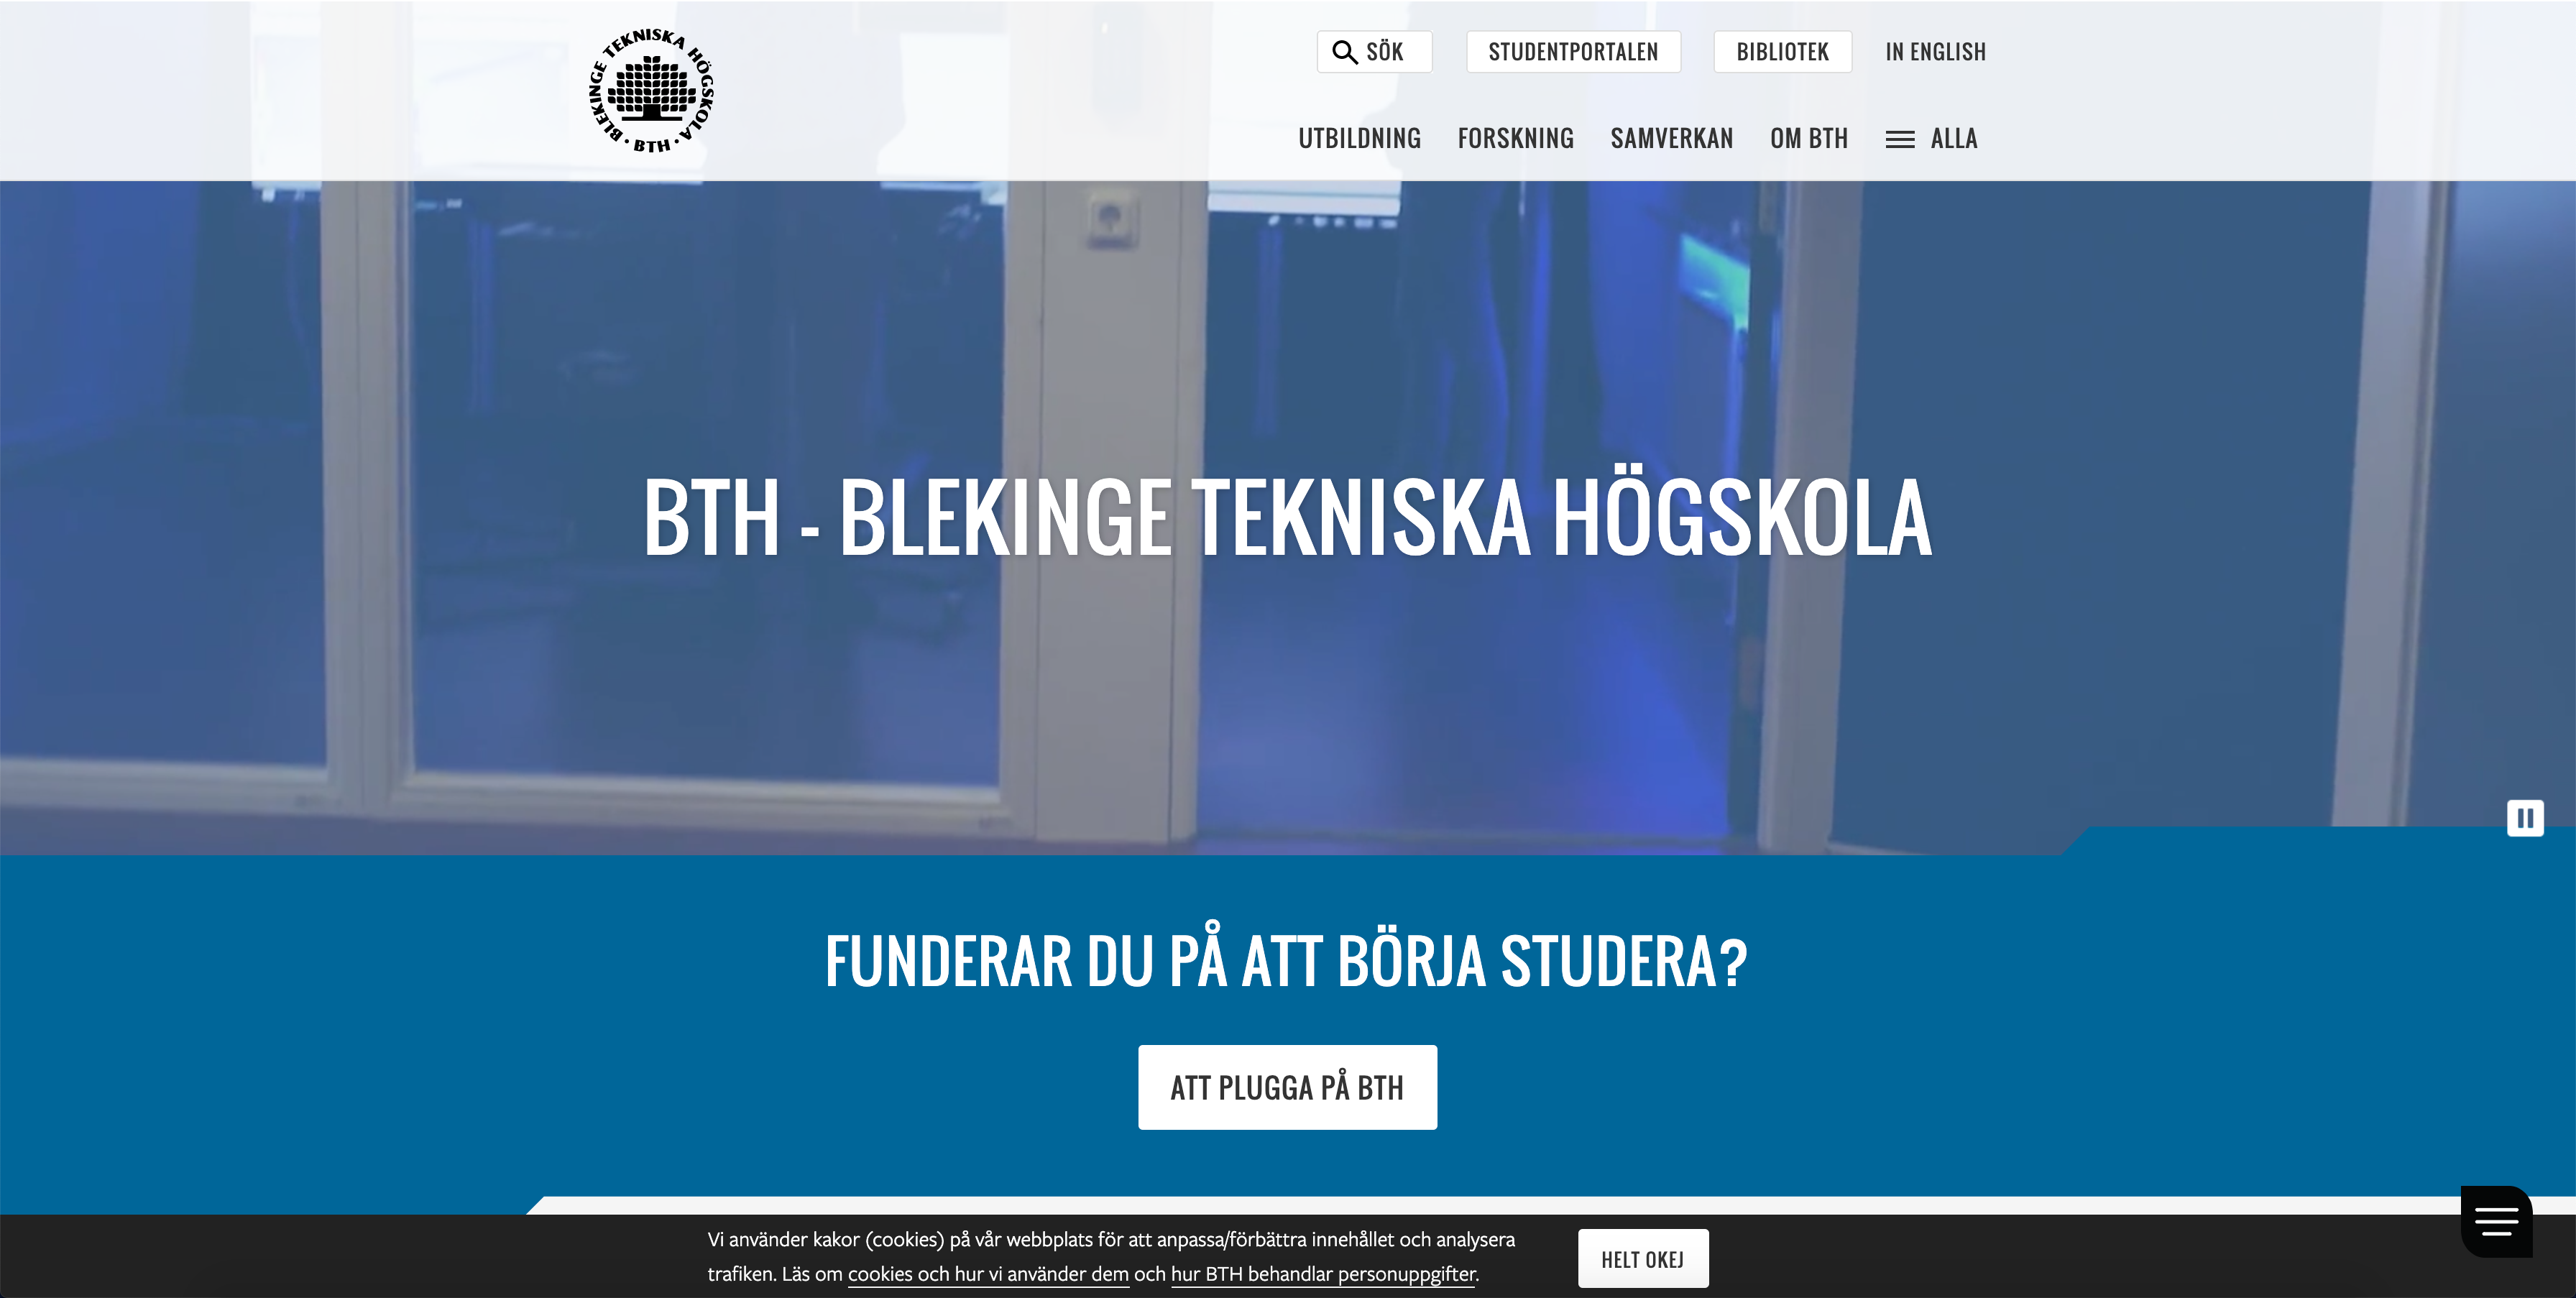 BLEKINGE TEKNISKA HÖGSKOLA · BTH ·
SÖK
STUDENTPORTALEN
BIBLIOTEK
IN ENGLISH
UTBILDNING
FORSKNING
SAMVERKAN
OM BTH
ALLA
BTH - BLEKINGE TEKNISKA HÖGSKOLA
FUNDERAR DU PÅ ATT BÖRJA STUDERA?
ATT PLUGGA PÅ BTH
Vi använder kakor (cookies) på vår webbplats för att anpassa/förbättra innehållet och analysera
trafiken. Läs om cookies och hur vi använder dem och hur BTH behandlar personuppgifter.
HELT OKEJ